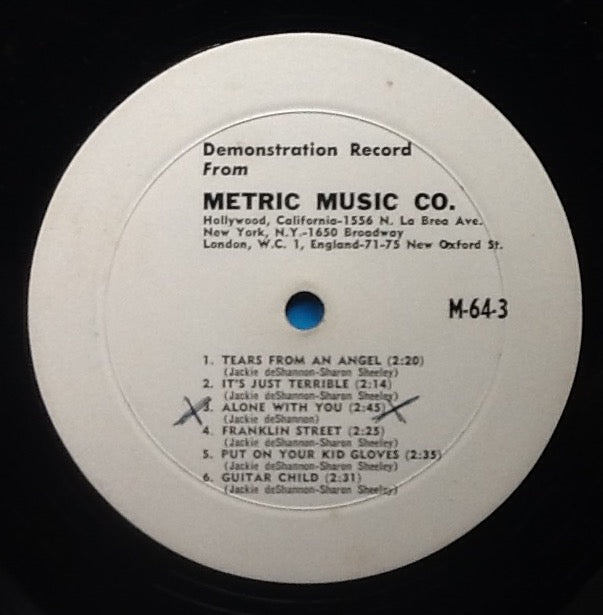 Demonstration Record
From
METRIC MUSIC CO.
Hollywood, California-1556 N. La Brea Ave.
New York, N.Y.-1650 Broadway
London, W.C. 1, England-71-75 New Oxford St.
M-64-3
1. TEARS FROM AN ANGEL (2:20)
(Jackie deShannon-Sharon Sheeley)
2. IT'S JUST TERRIBLE (2:14)
(Jackie deShannon-Sharon Sheeley)
3. ALONE WITH YOU (2:45)
(Jackie deShannon)
4. FRANKLIN STREET (2:25)
(Jackie deShannon-Sharon Sheeley)
5. PUT ON YOUR KID GLOVES (2:35)
(Jackie deShannon-Sharon Sheeley)
6. GUITAR CHILD (2:31)
(Jackie deShannon-Sharon Sheeley)